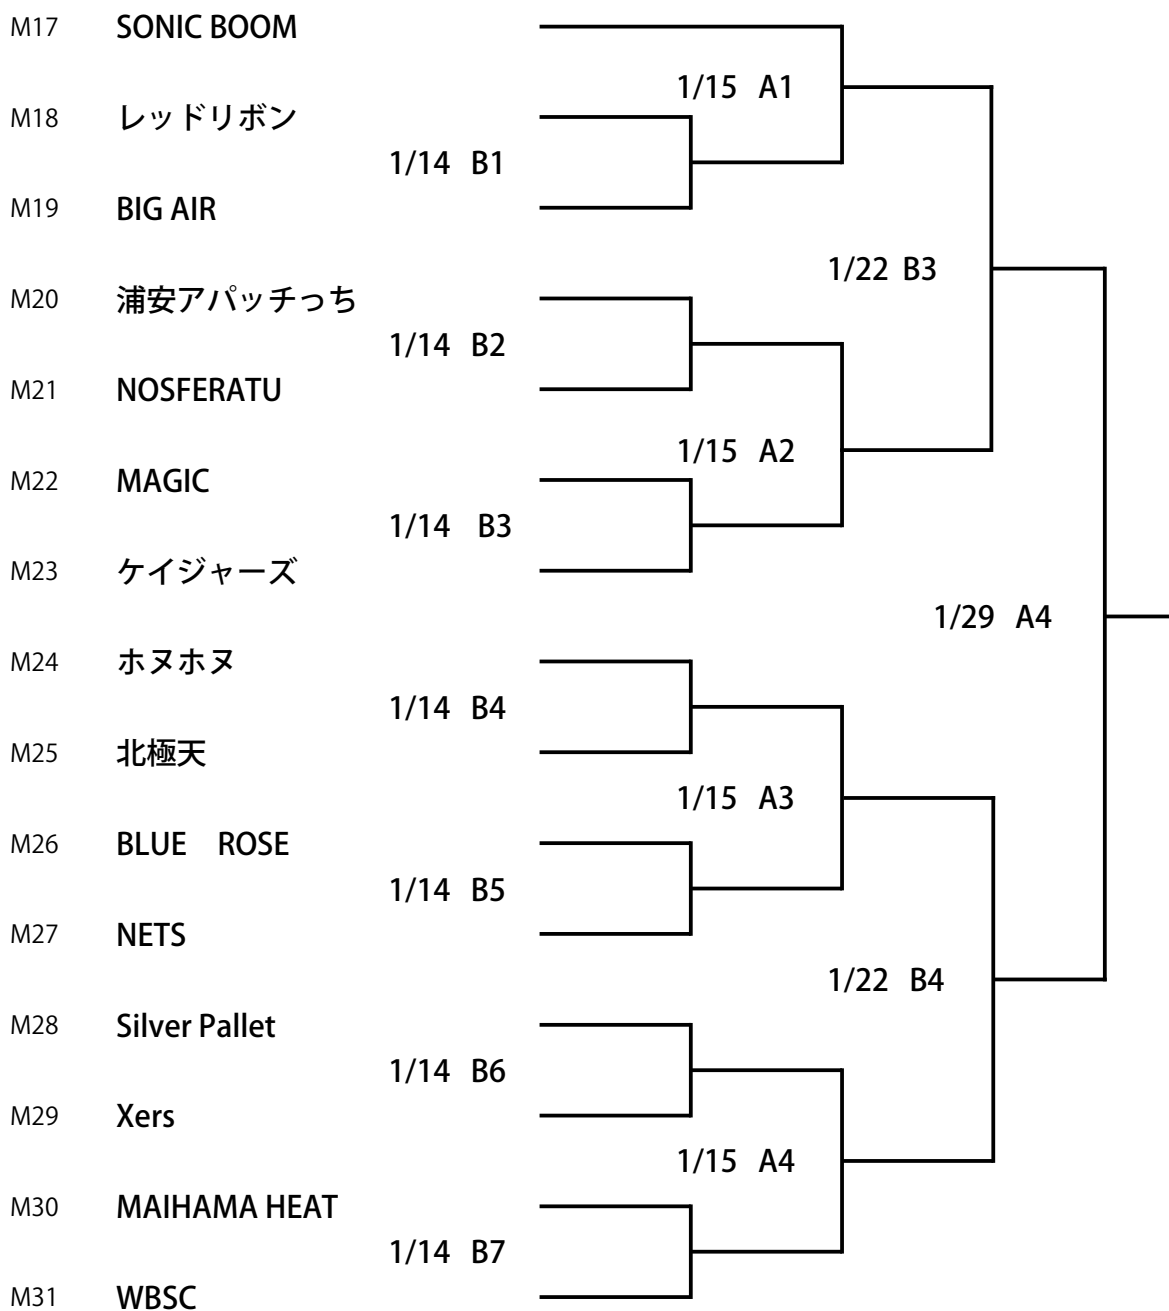 M17 SONIC BOOM
1/15 A1
M18 レッドリボン
1/14 B1
M19 BIG AIR
1/22 B3
M20 浦安アパッチっち
1/14 B2
M21 NOSFERATU
1/15 A2
M22 MAGIC
1/14 B3
M23 ケイジャーズ
1/29 A4
M24 ホヌホヌ
1/14 B4
M25 北極天
1/15 A3
M26 BLUE　ROSE
1/14 B5
M27 NETS
1/22 B4
M28 Silver Pallet
1/14 B6
M29 Xers
1/15 A4
M30 MAIHAMA HEAT
1/14 B7
M31 WBSC